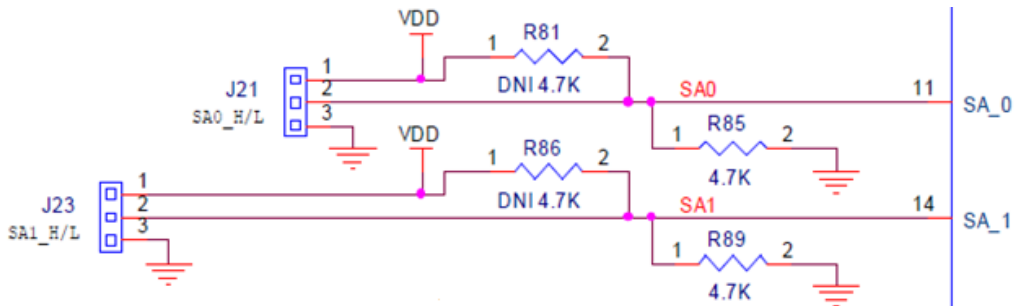 VDD
R81
1 2
DNI 4.7K
J21
SA0_H/L
1
2
3
SA0
11
SA_0
R85
1 2
4.7K
VDD
R86
1 2
DNI 4.7K
J23
SA1_H/L
1
2
3
SA1
14
SA_1
R89
1 2
4.7K